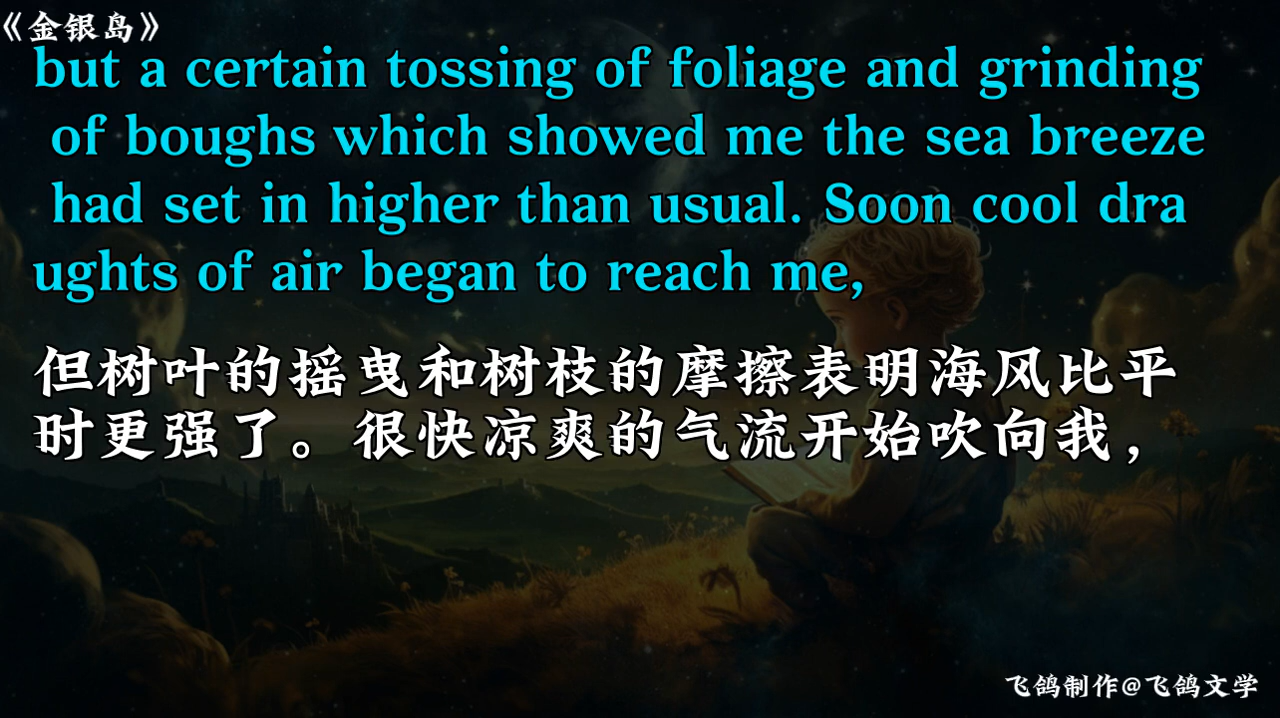 《金银岛》
but a certain tossing of foliage and grinding
of boughs which showed me the sea breeze
had set in higher than usual. Soon cool dra
ughts of air began to reach me,
但树叶的摇曳和树枝的摩擦表明海风比平
时更强了。很快凉爽的气流开始吹向我，
飞鸽制作@飞鸽文学